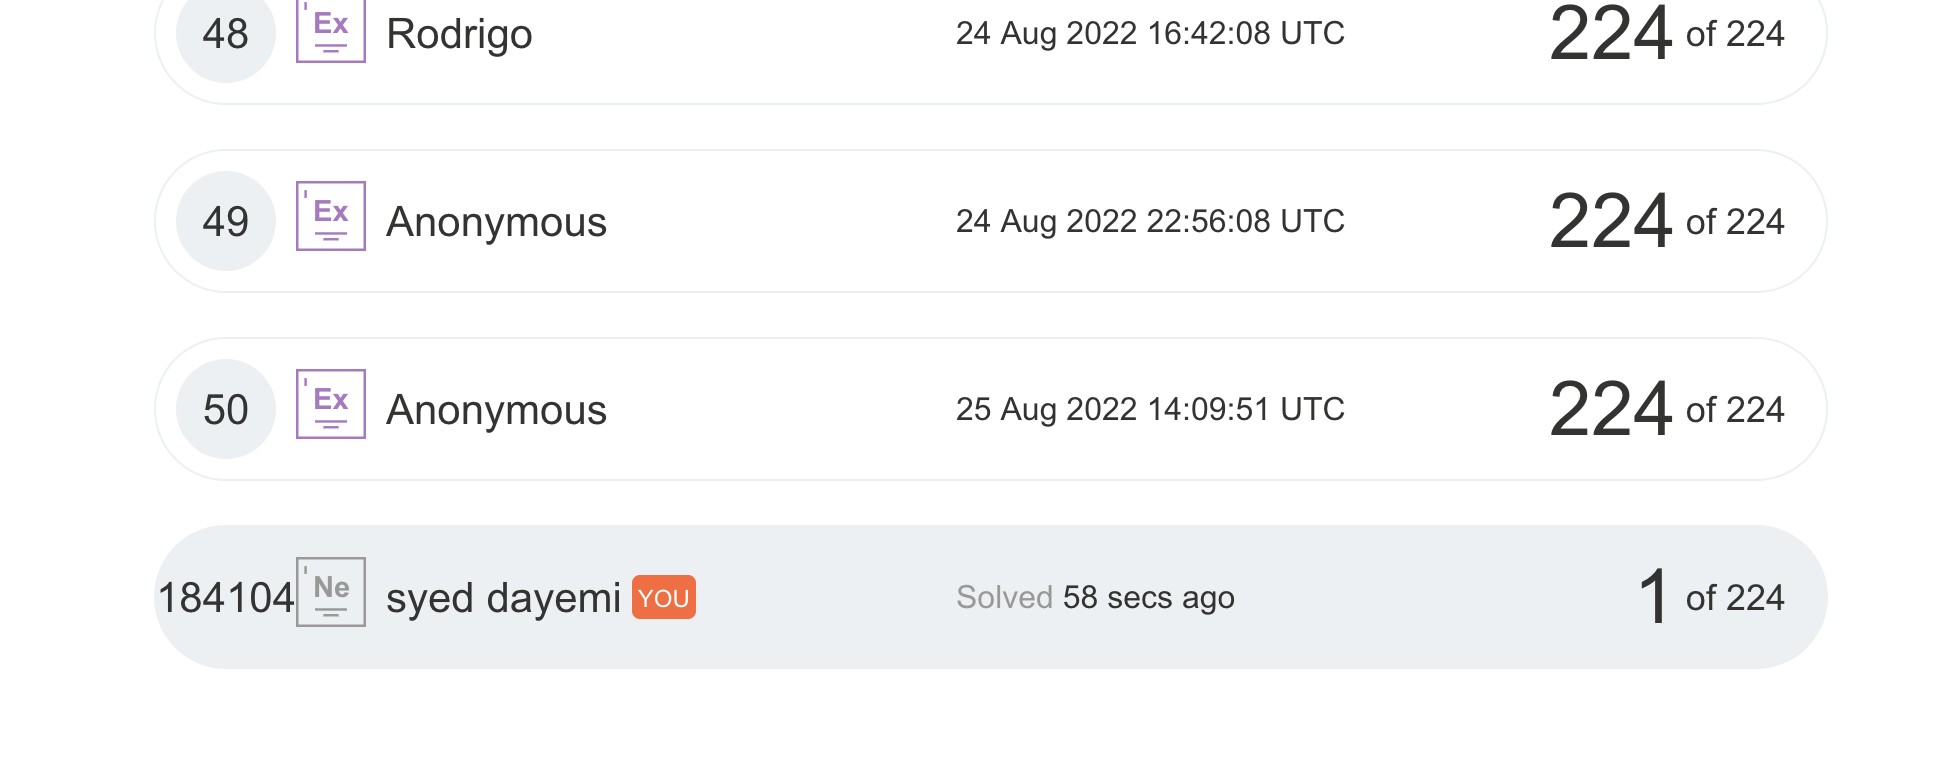 48 Ex Rodrigo 24 Aug 2022 16:42:08 UTC 224 of 224
49 Ex Anonymous 24 Aug 2022 22:56:08 UTC 224 of 224
50 Ex Anonymous 25 Aug 2022 14:09:51 UTC 224 of 224
184104 Ne syed dayemi YOU Solved 58 secs ago 1 of 224